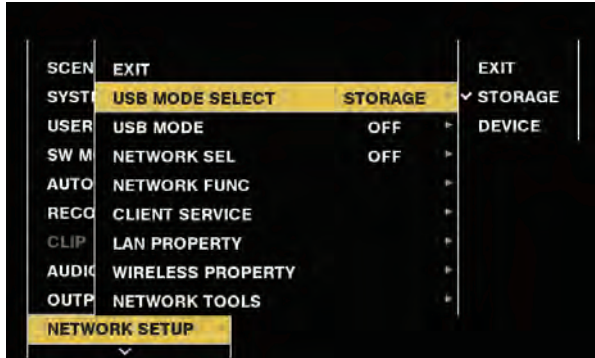 SCEN EXIT EXIT
SYST USB MODE SELECT STORAGE STORAGE
USER USB MODE OFF DEVICE
SW M NETWORK SEL OFF
AUTO NETWORK FUNC
RECO CLIENT SERVICE
CLIP LAN PROPERTY
AUDIO WIRELESS PROPERTY
OUTP NETWORK TOOLS
NETWORK SETUP